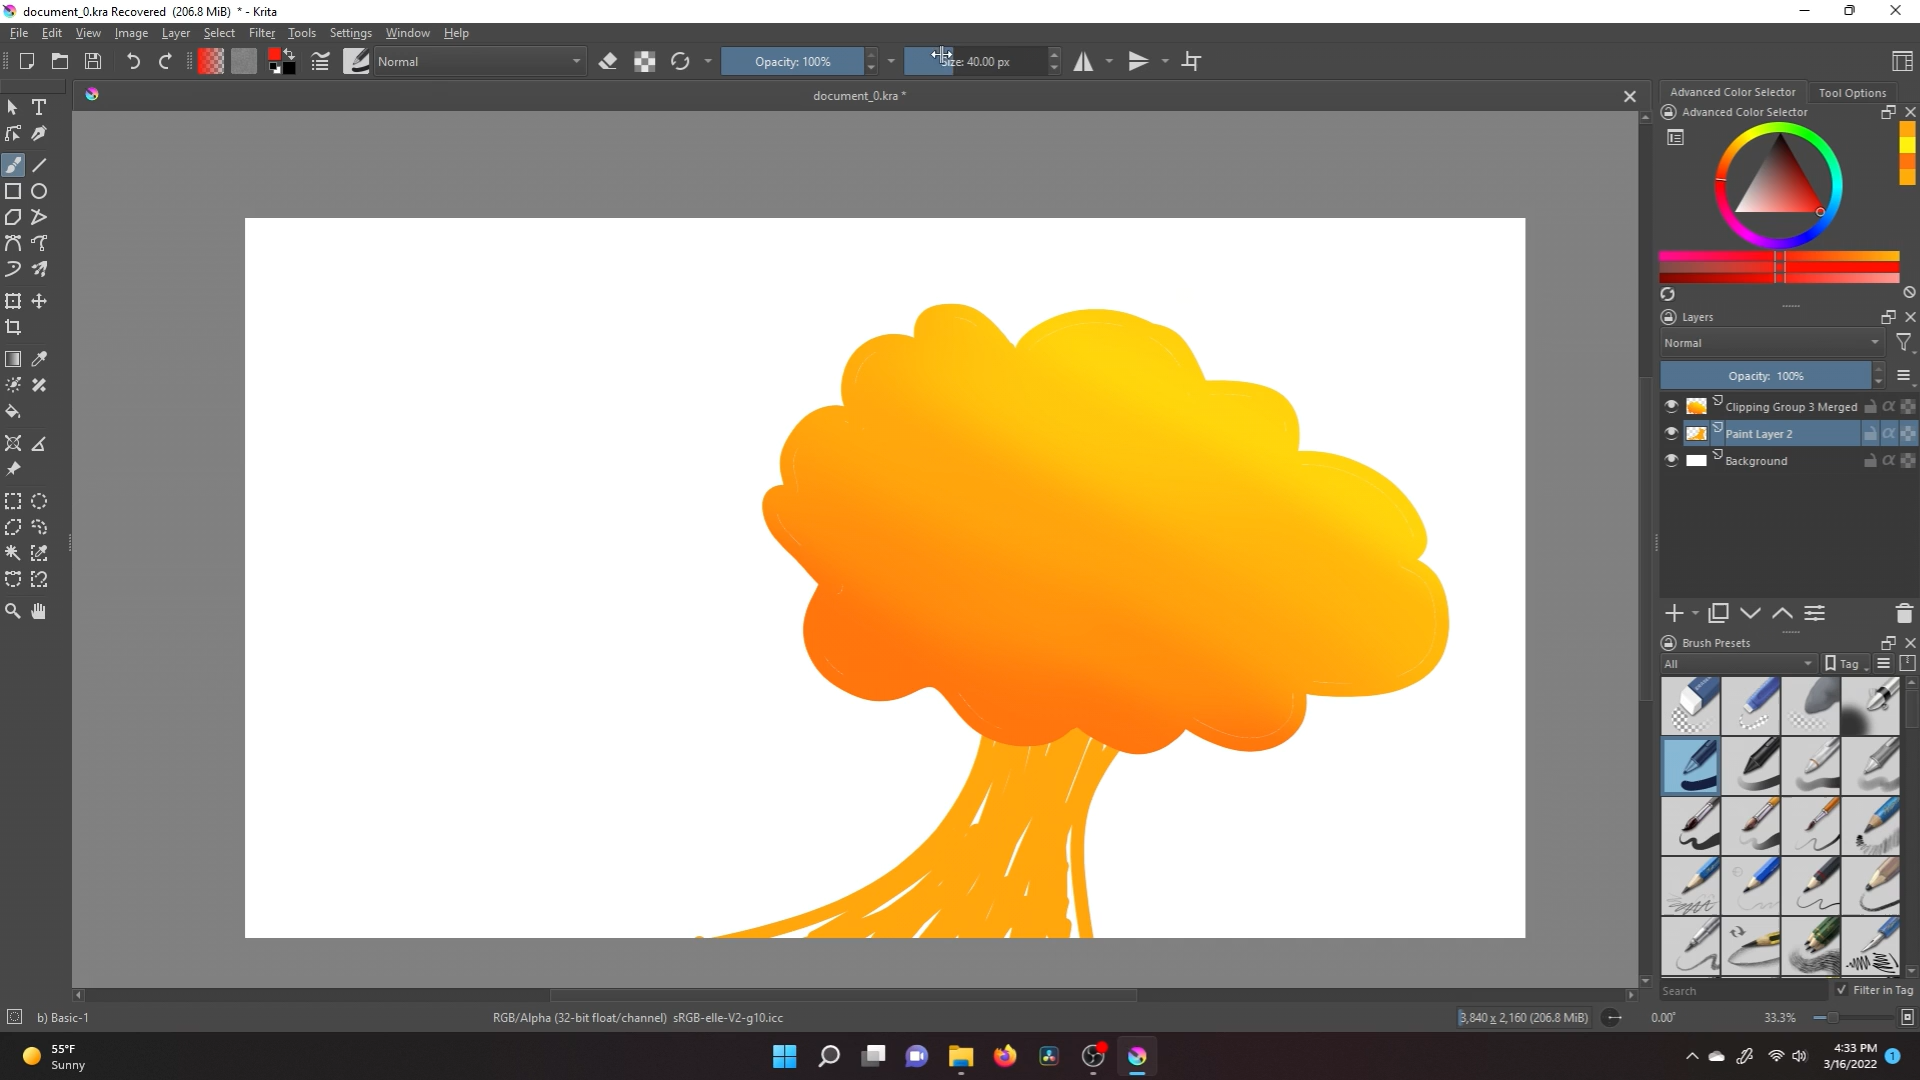 document_0.kra Recovered (206.8 MiB) * - Krita
File Edit View Image Layer Select Filter Tools Settings Window Help
Normal
Opacity: 100%
Size: 40.00 px
document_0.kra *
Advanced Color Selector
Tool Options
Advanced Color Selector
Layers
Normal
Opacity: 100%
Clipping Group 3 Merged
Paint Layer 2
Background
Brush Presets
All
Tag
Search
Filter in Tag
b) Basic-1
RGB/Alpha (32-bit float/channel) sRGB-elle-V2-g10.icc
3,840 x 2,160 (206.8 MiB)
0.00°
33.3%
55°F
Sunny
4:33 PM
3/16/2022
1